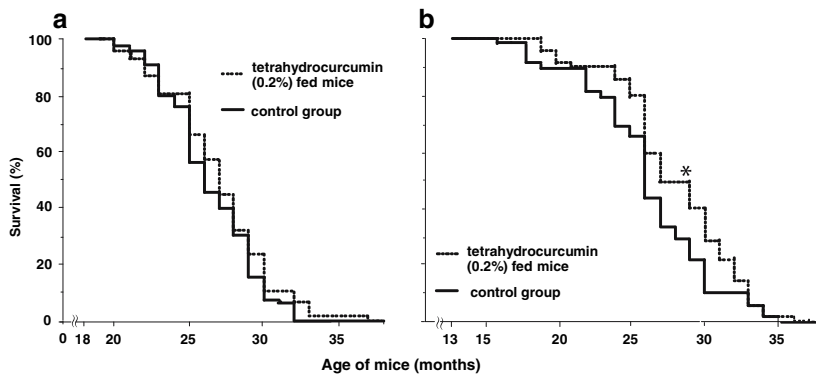 a
b
100
80
60
40
20
0
Survival (%)
tetrahydrocurcumin
(0.2%) fed mice
control group
*
tetrahydrocurcumin
(0.2%) fed mice
control group
0 18 20 25 30 35
13 15 20 25 30 35
Age of mice (months)